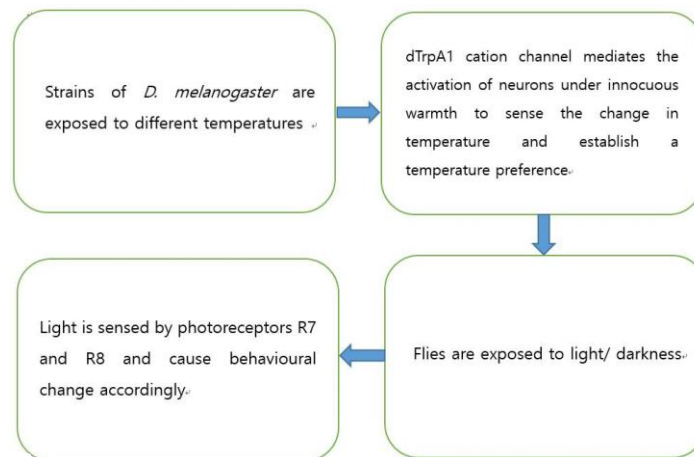 Strains of D. melanogaster are
exposed to different temperatures
dTrpA1 cation channel mediates the
activation of neurons under innocuous
warmth to sense the change in
temperature and establish a
temperature preference
Flies are exposed to light/ darkness
Light is sensed by photoreceptors R7
and R8 and cause behavioural
change accordingly